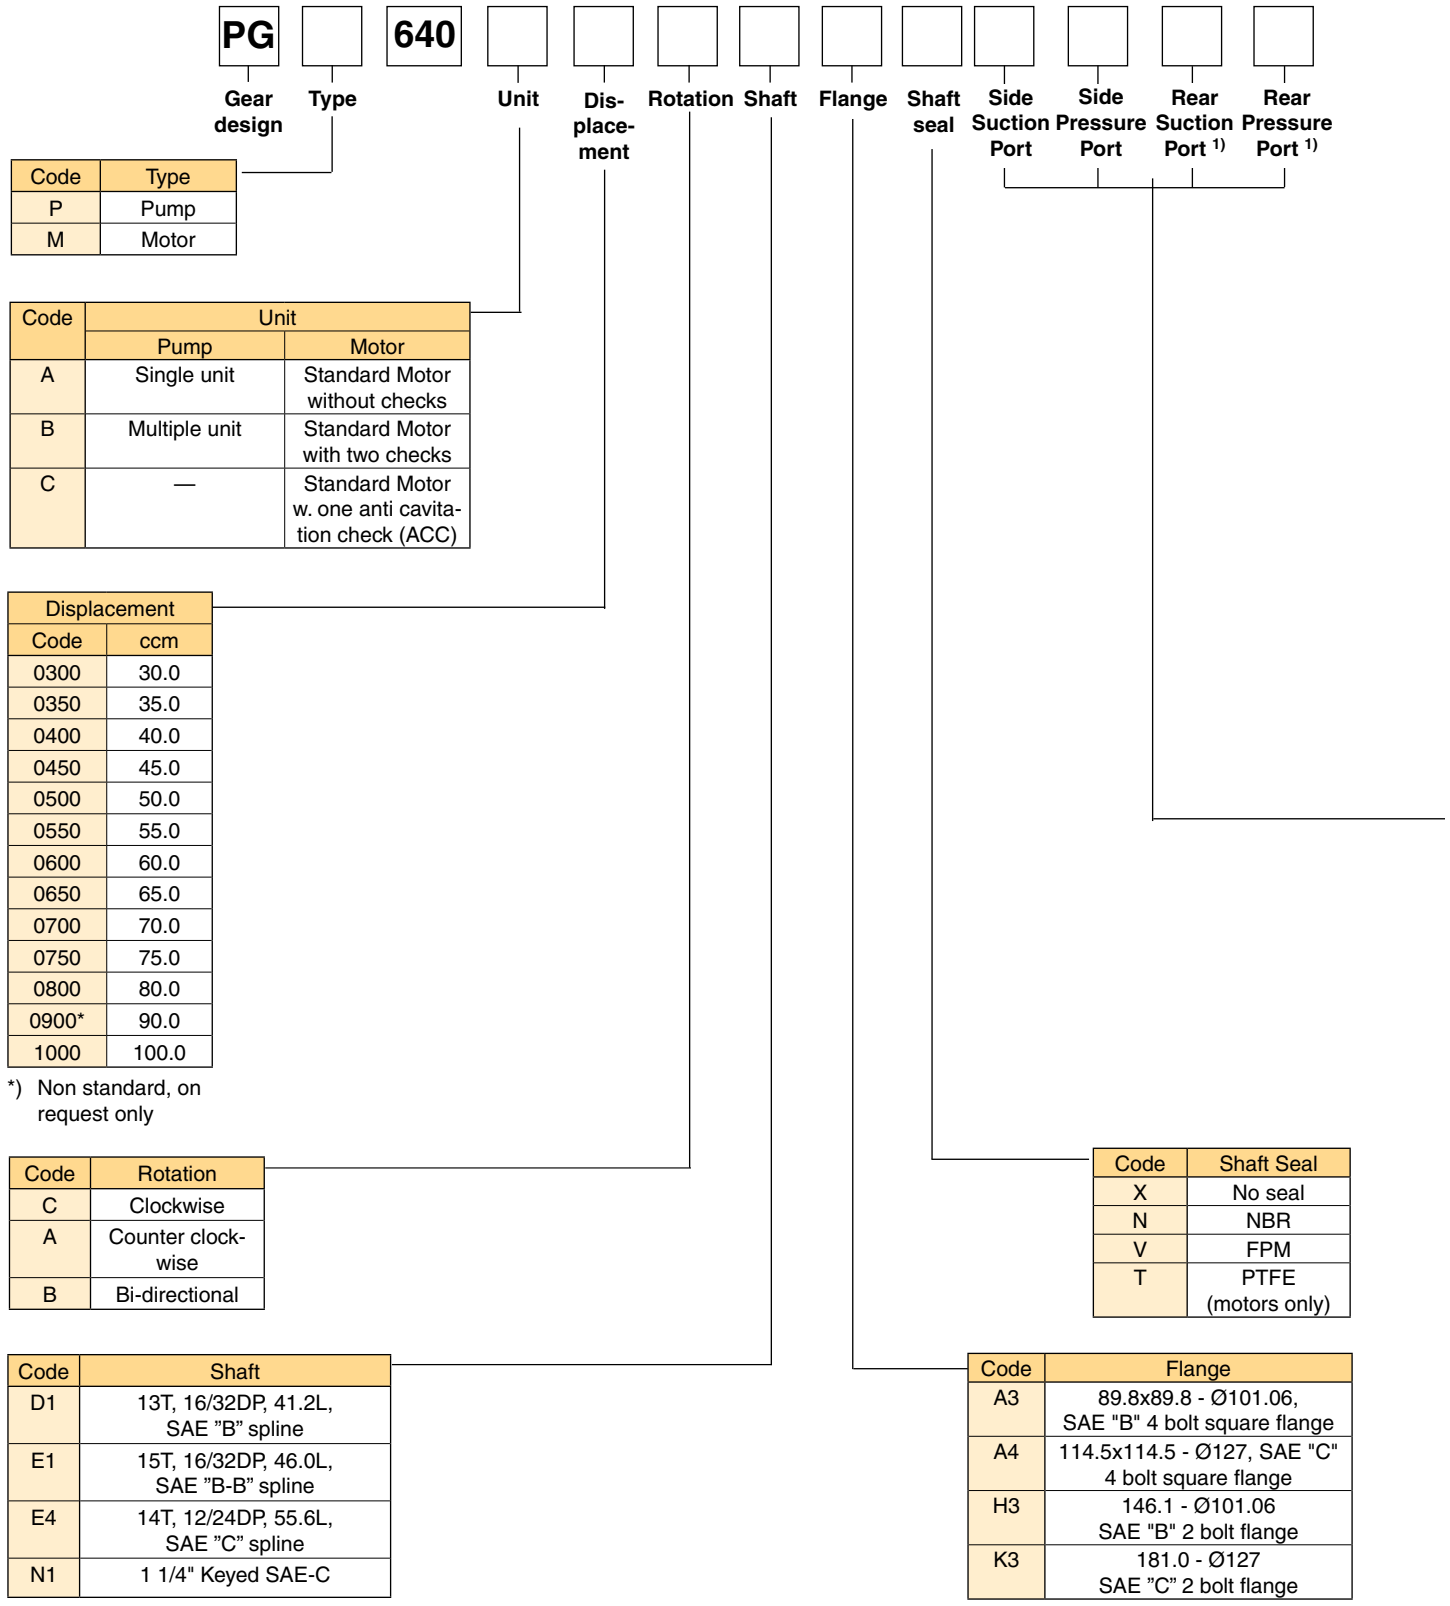 PG 640
Gear design
Type
Unit
Dis-
place-
ment
Rotation
Shaft
Flange
Shaft seal
Side Suction Port
Side Pressure Port
Rear Suction Port 1)
Rear Pressure Port 1)
Code Type
P Pump
M Motor
Code Unit
Pump Motor
A Single unit Standard Motor
without checks
B Multiple unit Standard Motor
with two checks
C — Standard Motor
w. one anti cavita-
tion check (ACC)
Displacement
Code ccm
0300 30.0
0350 35.0
0400 40.0
0450 45.0
0500 50.0
0550 55.0
0600 60.0
0650 65.0
0700 70.0
0750 75.0
0800 80.0
0900* 90.0
1000 100.0
*) Non standard, on
request only
Code Rotation
C Clockwise
A Counter clock-
wise
B Bi-directional
Code Shaft
D1 13T, 16/32DP, 41.2L,
SAE ”B” spline
E1 15T, 16/32DP, 46.0L,
SAE ”B-B” spline
E4 14T, 12/24DP, 55.6L,
SAE ”C” spline
N1 1 1/4" Keyed SAE-C
Code Shaft Seal
X No seal
N NBR
V FPM
T PTFE
(motors only)
Code Flange
A3 89.8x89.8 - Ø101.06,
SAE "B" 4 bolt square flange
A4 114.5x114.5 - Ø127, SAE "C"
4 bolt square flange
H3 146.1 - Ø101.06
SAE "B" 2 bolt flange
K3 181.0 - Ø127
SAE ”C” 2 bolt flange